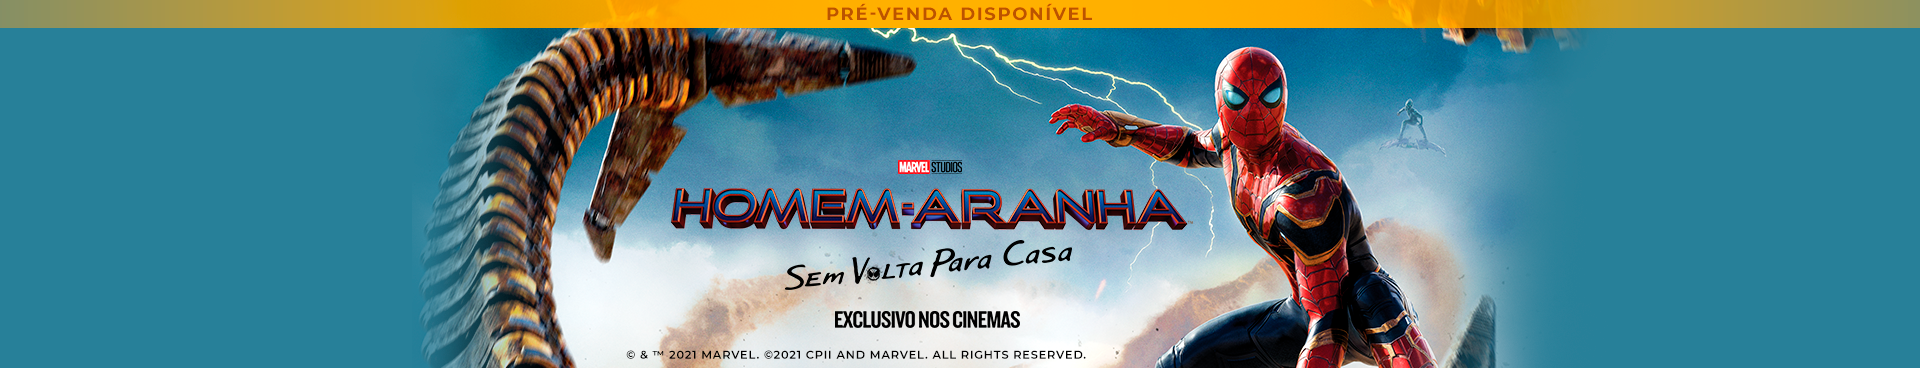 PRÉ-VENDA DISPONÍVEL
MARVEL STUDIOS
HOMEM-ARANHA
SEM VOLTA PARA CASA
EXCLUSIVO NOS CINEMAS
© & ™ 2021 MARVEL. ©2021 CPII AND MARVEL. ALL RIGHTS RESERVED.